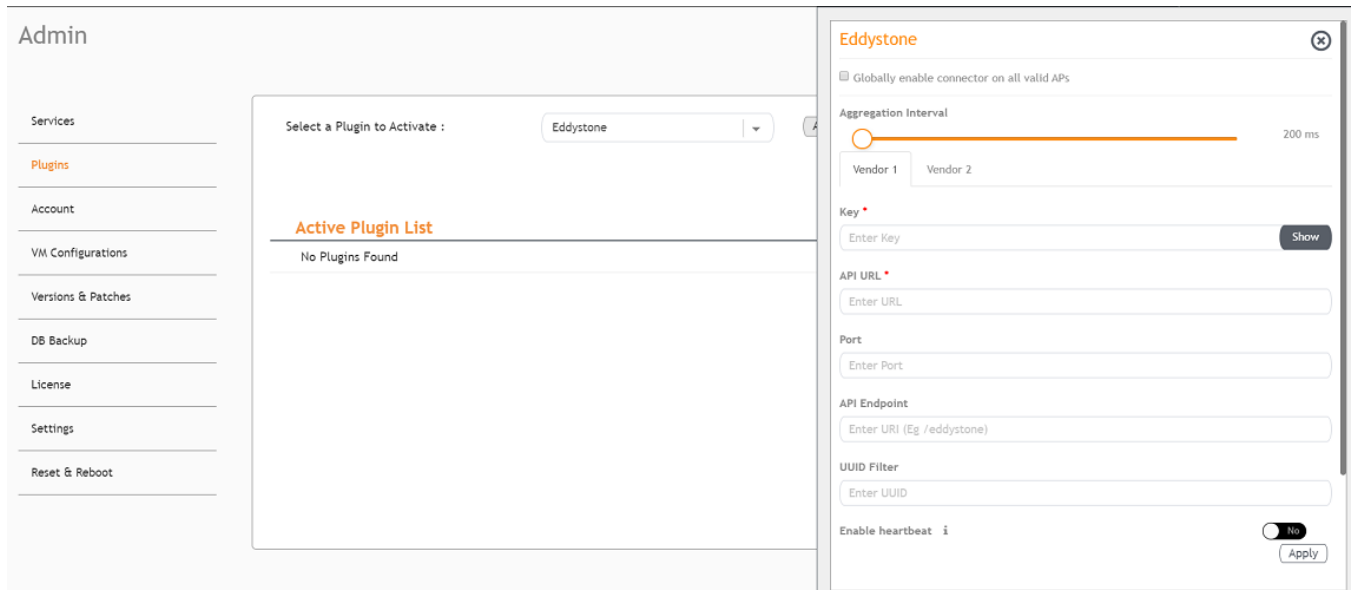 Admin
Services
Plugins
Account
VM Configurations
Versions & Patches
DB Backup
License
Settings
Reset & Reboot
Select a Plugin to Activate :
Eddystone
Active Plugin List
No Plugins Found
Eddystone
Globally enable connector on all valid APs
Aggregation Interval
200 ms
Vendor 1 Vendor 2
Key *
Enter Key Show
API URL *
Enter URL
Port
Enter Port
API Endpoint
Enter URI (Eg /eddystone)
UUID Filter
Enter UUID
Enable heartbeat i No
Apply